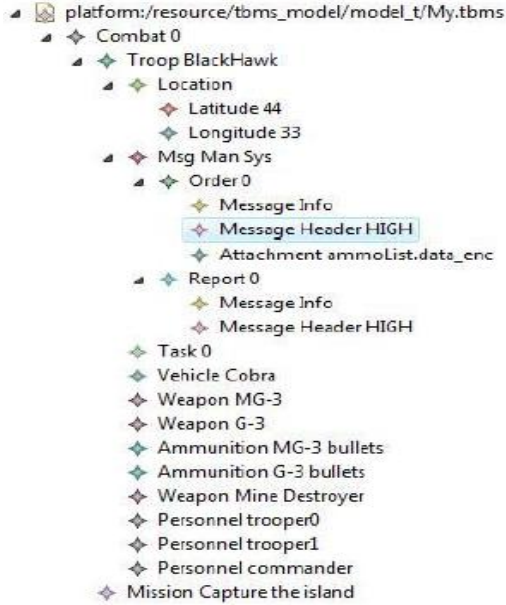 platform:/resource/tbms_model/model_t/My.tbms
Combat 0
Troop BlackHawk
Location
Latitude 44
Longitude 33
Msg Man Sys
Order 0
Message Info
Message Header HIGH
Attachment ammoList.data_enc
Report 0
Message Info
Message Header HIGH
Task 0
Vehicle Cobra
Weapon MG-3
Weapon G-3
Ammunition MG-3 bullets
Ammunition G-3 bullets
Weapon Mine Destroyer
Personnel trooper0
Personnel trooper1
Personnel commander
Mission Capture the island